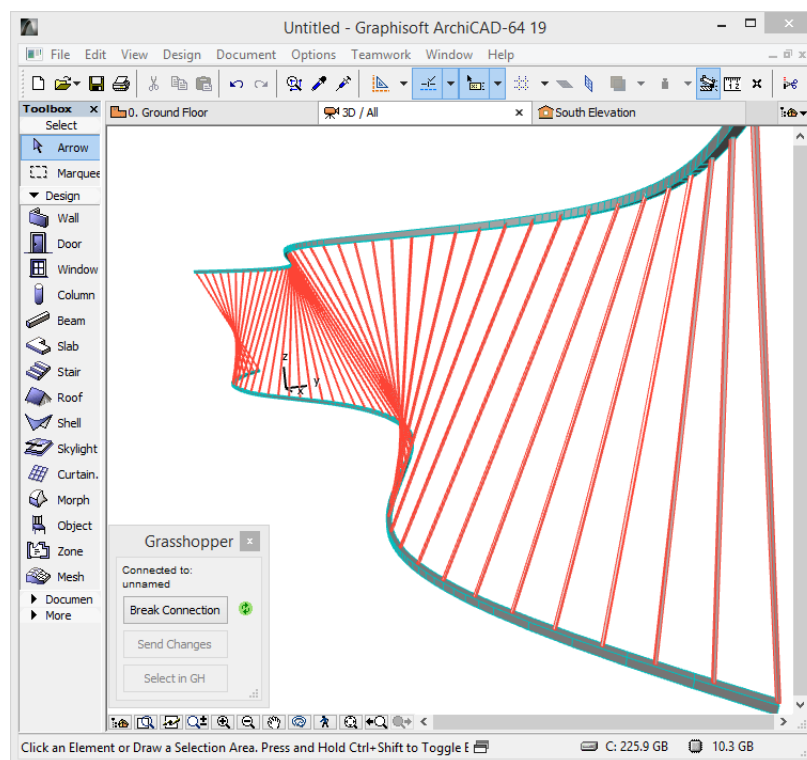 Untitled - Graphisoft ArchiCAD-64 19
File Edit View Design Document Options Teamwork Window Help
Toolbox
0. Ground Floor
3D / All
South Elevation
Select
Arrow
Marquee
Design
Wall
Door
Window
Column
Beam
Slab
Stair
Roof
Shell
Skylight
Curtain.
Morph
Object
Zone
Mesh
Documen
More
z
y
x
Grasshopper
Connected to:
unnamed
Break Connection
Send Changes
Select in GH
Click an Element or Draw a Selection Area. Press and Hold Ctrl+Shift to Toggle E
C: 225.9 GB
10.3 GB